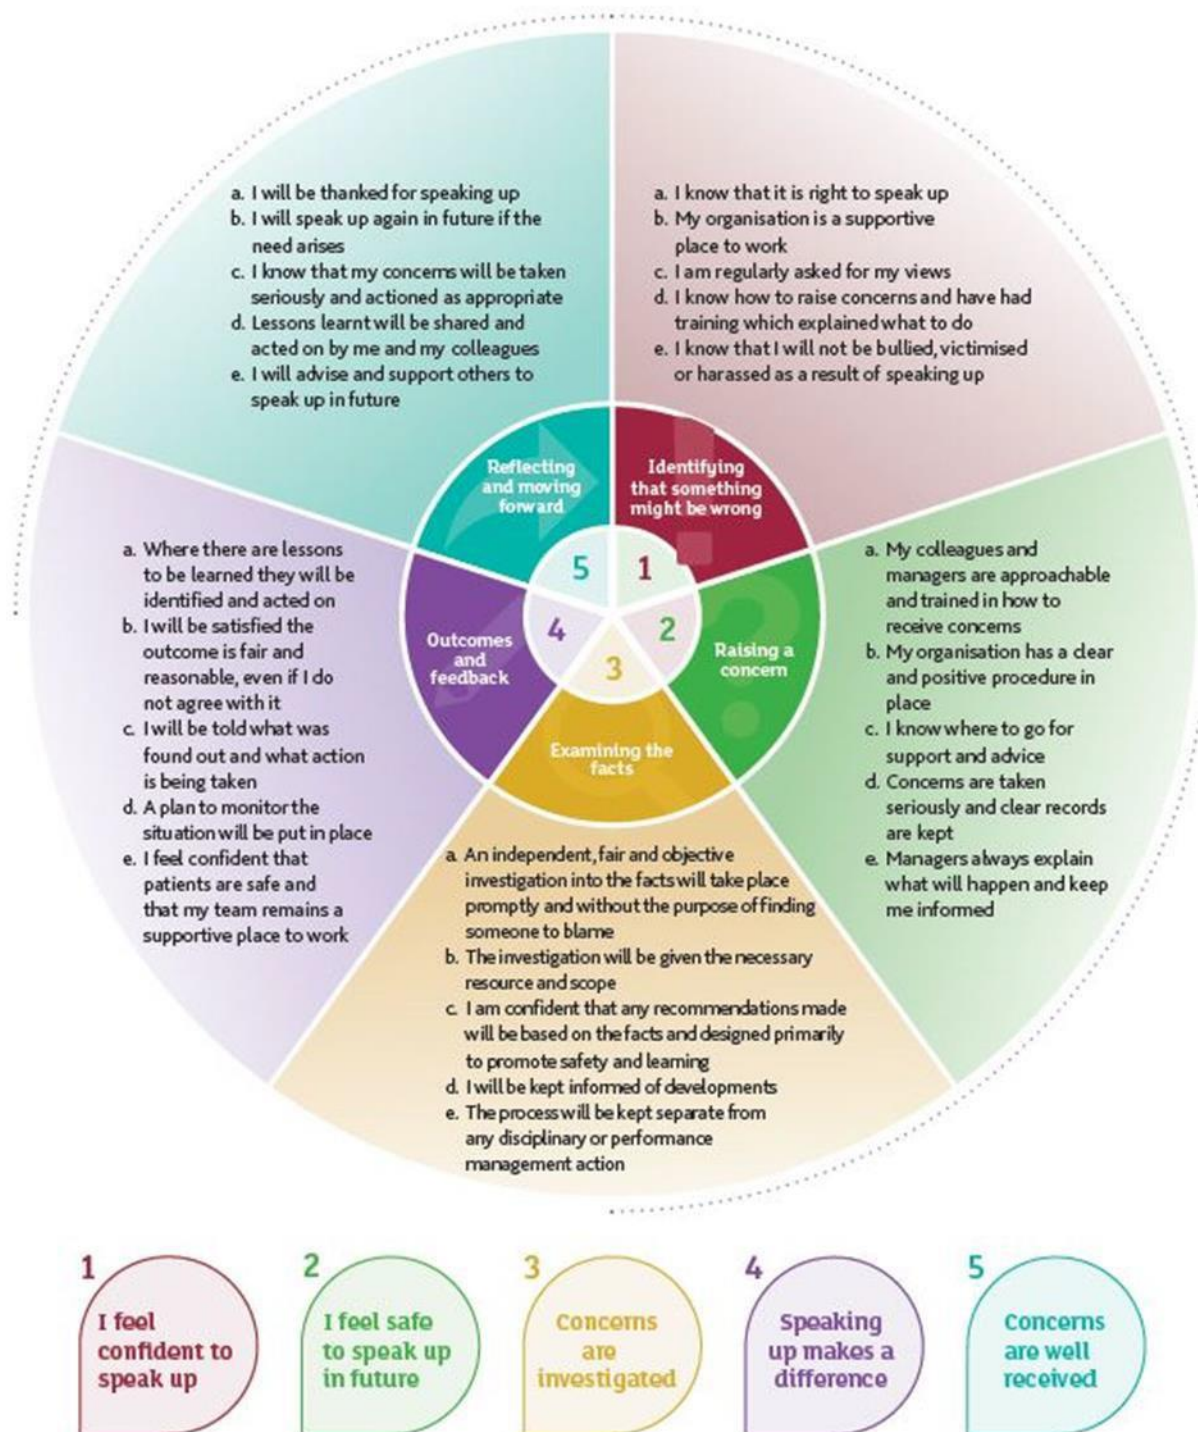 a. I will be thanked for speaking up
b. I will speak up again in future if the
need arises
c. I know that my concerns will be taken
seriously and actioned as appropriate
d. Lessons learnt will be shared and
acted on by me and my colleagues
e. I will advise and support others to
speak up in future
a. I know that it is right to speak up
b. My organisation is a supportive
place to work
c. I am regularly asked for my views
d. I know how to raise concerns and have had
training which explained what to do
e. I know that I will not be bullied, victimised
or harassed as a result of speaking up
Reflecting
and moving
forward
Identifying
that something
might be wrong
5
1
4
2
3
Outcomes
and
feedback
Raising a
concern
Examining the
facts
a. Where there are lessons
to be learned they will be
identified and acted on
b. I will be satisfied the
outcome is fair and
reasonable, even if I do
not agree with it
c. I will be told what was
found out and what action
is being taken
d. A plan to monitor the
situation will be put in place
e. I feel confident that
patients are safe and
that my team remains a
supportive place to work
a. My colleagues and
managers are approachable
and trained in how to
receive concerns
b. My organisation has a clear
and positive procedure in
place
c. I know where to go for
support and advice
d. Concerns are taken
seriously and clear records
are kept
e. Managers always explain
what will happen and keep
me informed
a. An independent, fair and objective
investigation into the facts will take place
promptly and without the purpose of finding
someone to blame
b. The investigation will be given the necessary
resource and scope
c. I am confident that any recommendations made
will be based on the facts and designed primarily
to promote safety and learning
d. I will be kept informed of developments
e. The process will be kept separate from
any disciplinary or performance
management action
1
I feel
confident to
speak up
2
I feel safe
to speak up
in future
3
Concerns
are
investigated
4
Speaking
up makes a
difference
5
Concerns
are well
received